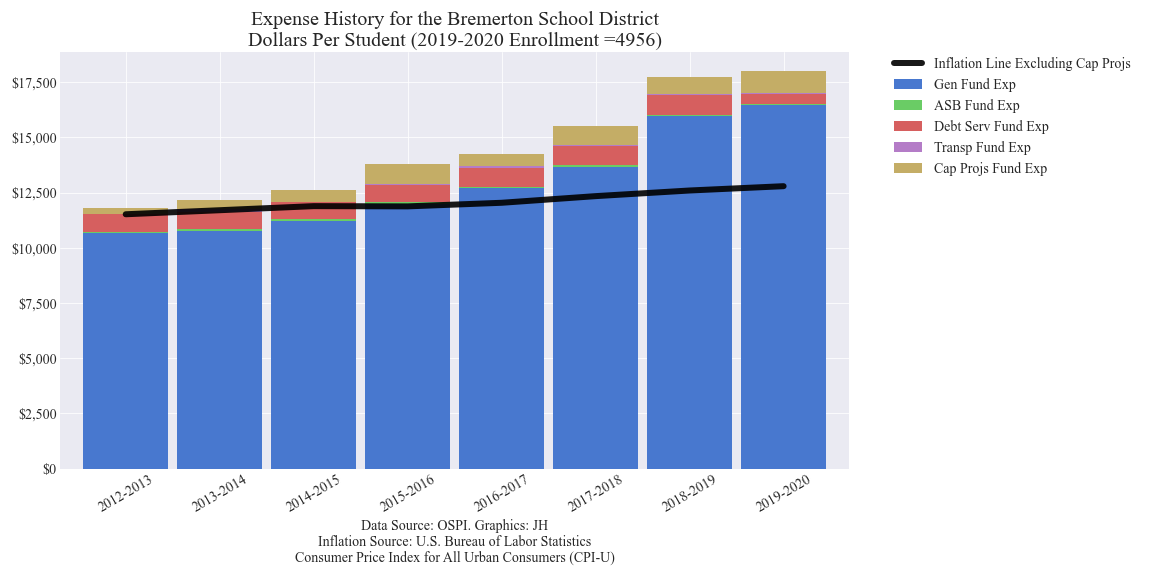 Expense History for the Bremerton School District
Dollars Per Student (2019-2020 Enrollment =4956)
Inflation Line Excluding Cap Projs
Gen Fund Exp
ASB Fund Exp
Debt Serv Fund Exp
Transp Fund Exp
Cap Projs Fund Exp
$17,500
$15,000
$12,500
$10,000
$7,500
$5,000
$2,500
$0
2012-2013
2013-2014
2014-2015
2015-2016
2016-2017
2017-2018
2018-2019
2019-2020
Data Source: OSPI. Graphics: JH
Inflation Source: U.S. Bureau of Labor Statistics
Consumer Price Index for All Urban Consumers (CPI-U)